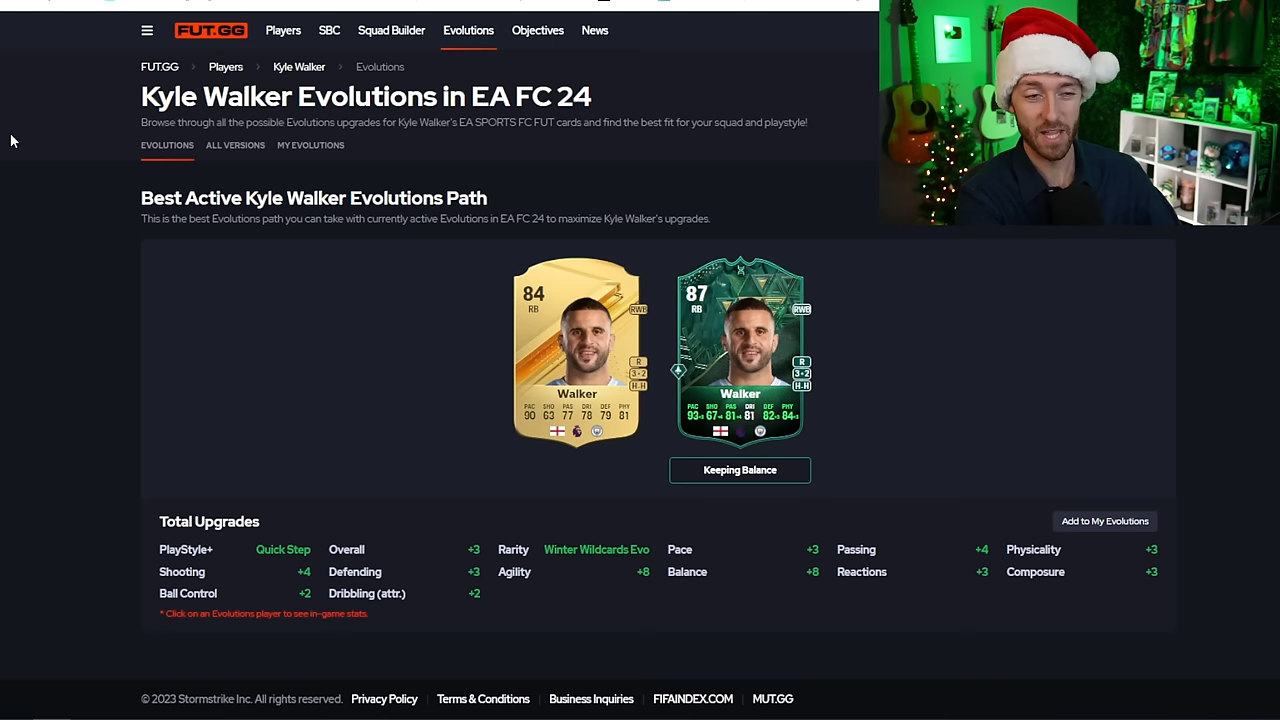 FUT.GG Players SBC Squad Builder Evolutions Objectives News
FUT.GG > Players > Kyle Walker > Evolutions
Kyle Walker Evolutions in EA FC 24
Browse through all the possible Evolutions upgrades for Kyle Walker's EA SPORTS FC FUT cards and find the best fit for your squad and playstyle!
EVOLUTIONS ALL VERSIONS MY EVOLUTIONS
Best Active Kyle Walker Evolutions Path
This is the best Evolutions path you can take with currently active Evolutions in EA FC 24 to maximize Kyle Walker's upgrades.
84
RB
RWB
R
3•2
H-H
Walker
PAC SHO PAS DRI DEF PHY
90 63 77 78 79 81
87
RB
RWB
R
3•2
H-H
Walker
PAC SHO PAS DRI DEF PHY
93+3 67+4 81+4 81 82+3 84+3
Keeping Balance
Total Upgrades
Add to My Evolutions
PlayStyle+ Quick Step Overall +3 Rarity Winter Wildcards Evo Pace +3 Passing +4 Physicality +3
Shooting +4 Defending +3 Agility +8 Balance +8 Reactions +3 Composure +3
Ball Control +2 Dribbling (attr.) +2
* Click on an Evolutions player to see in-game stats.
© 2023 Stormstrike Inc. All rights reserved. Privacy Policy Terms & Conditions Business Inquiries FIFAINDEX.COM MUT.GG